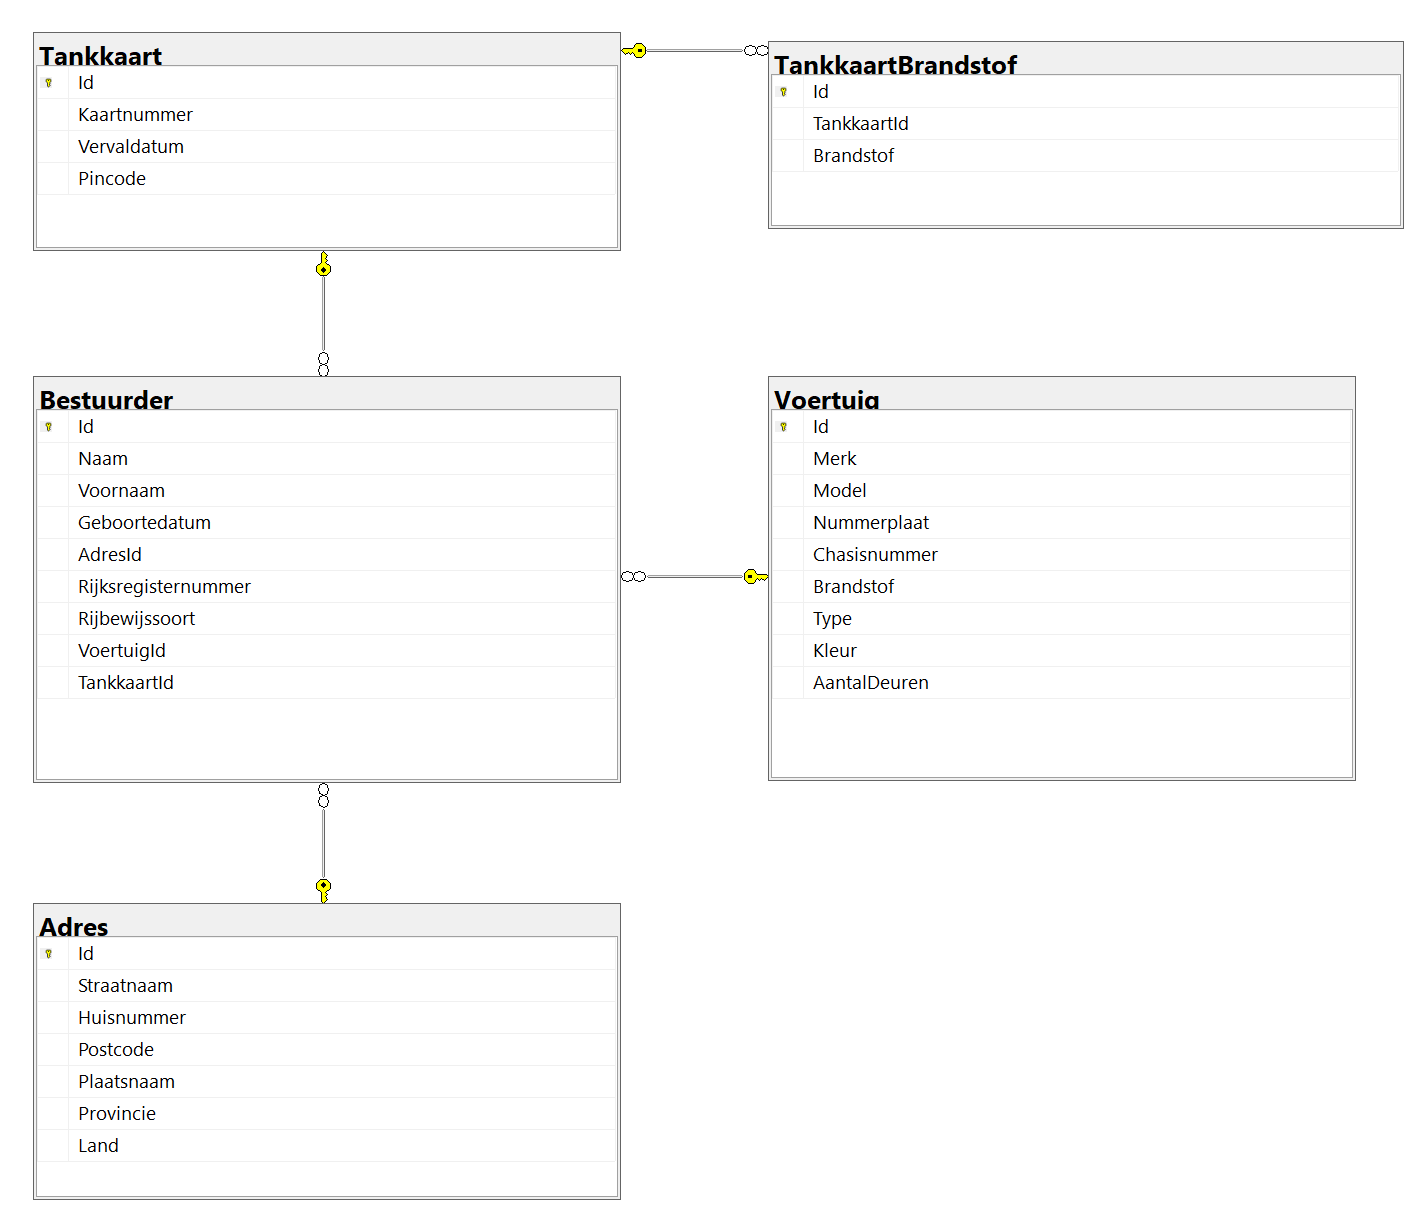 Tankkaart
Id
Kaartnummer
Vervaldatum
Pincode
TankkaartBrandstof
Id
TankkaartId
Brandstof
Bestuurder
Id
Naam
Voornaam
Geboortedatum
AdresId
Rijksregisternummer
Rijbewijssoort
VoertuigId
TankkaartId
Voertuig
Id
Merk
Model
Nummerplaat
Chasisnummer
Brandstof
Type
Kleur
AantalDeuren
Adres
Id
Straatnaam
Huisnummer
Postcode
Plaatsnaam
Provincie
Land